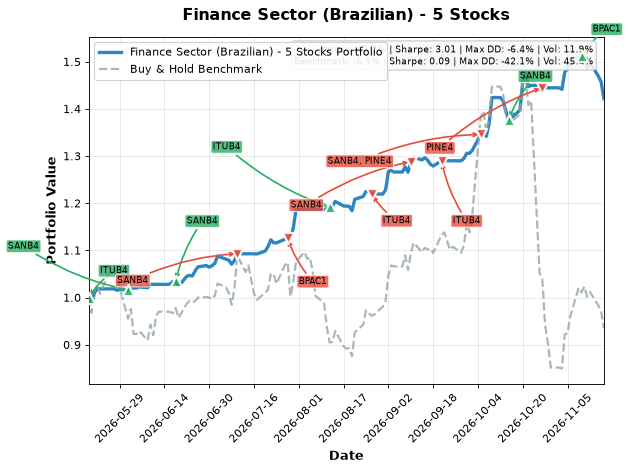 Finance Sector (Brazilian) - 5 Stocks
BPAC1
Finance Sector (Brazilian) - 5 Stocks Portfolio
Buy & Hold Benchmark
| Sharpe: 3.01 | Max DD: -6.4% | Vol: 11.9%
Benchmark: -6.5% | Sharpe: 0.09 | Max DD: -42.1% | Vol: 45.4%
SANB4
ITUB4
PINE4
SANB4, PINE4
SANB4
SANB4
ITUB4
ITUB4
SANB4
ITUB4
SANB4
BPAC1
Portfolio Value
1.5
1.4
1.3
1.2
1.1
1.0
0.9
2026-05-29
2026-06-14
2026-06-30
2026-07-16
2026-08-01
2026-08-17
2026-09-02
2026-09-18
2026-10-04
2026-10-20
2026-11-05
Date